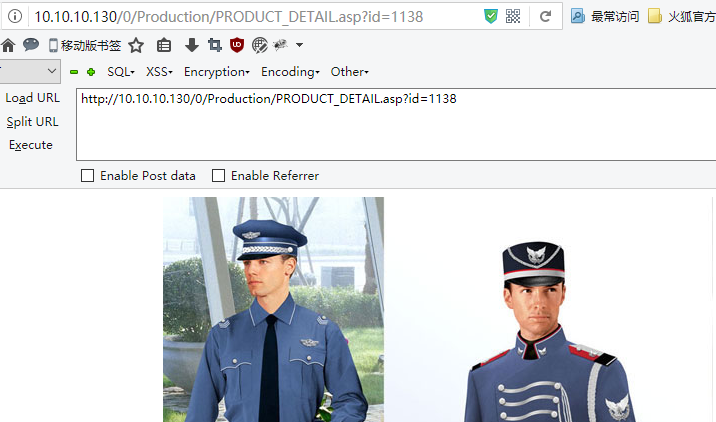 10.10.10.130/0/Production/PRODUCT_DETAIL.asp?id=1138 最常访问 火狐官方
移动版书签
SQL XSS Encryption Encoding Other
Load URL http://10.10.10.130/0/Production/PRODUCT_DETAIL.asp?id=1138
Split URL
Execute
Enable Post data Enable Referrer